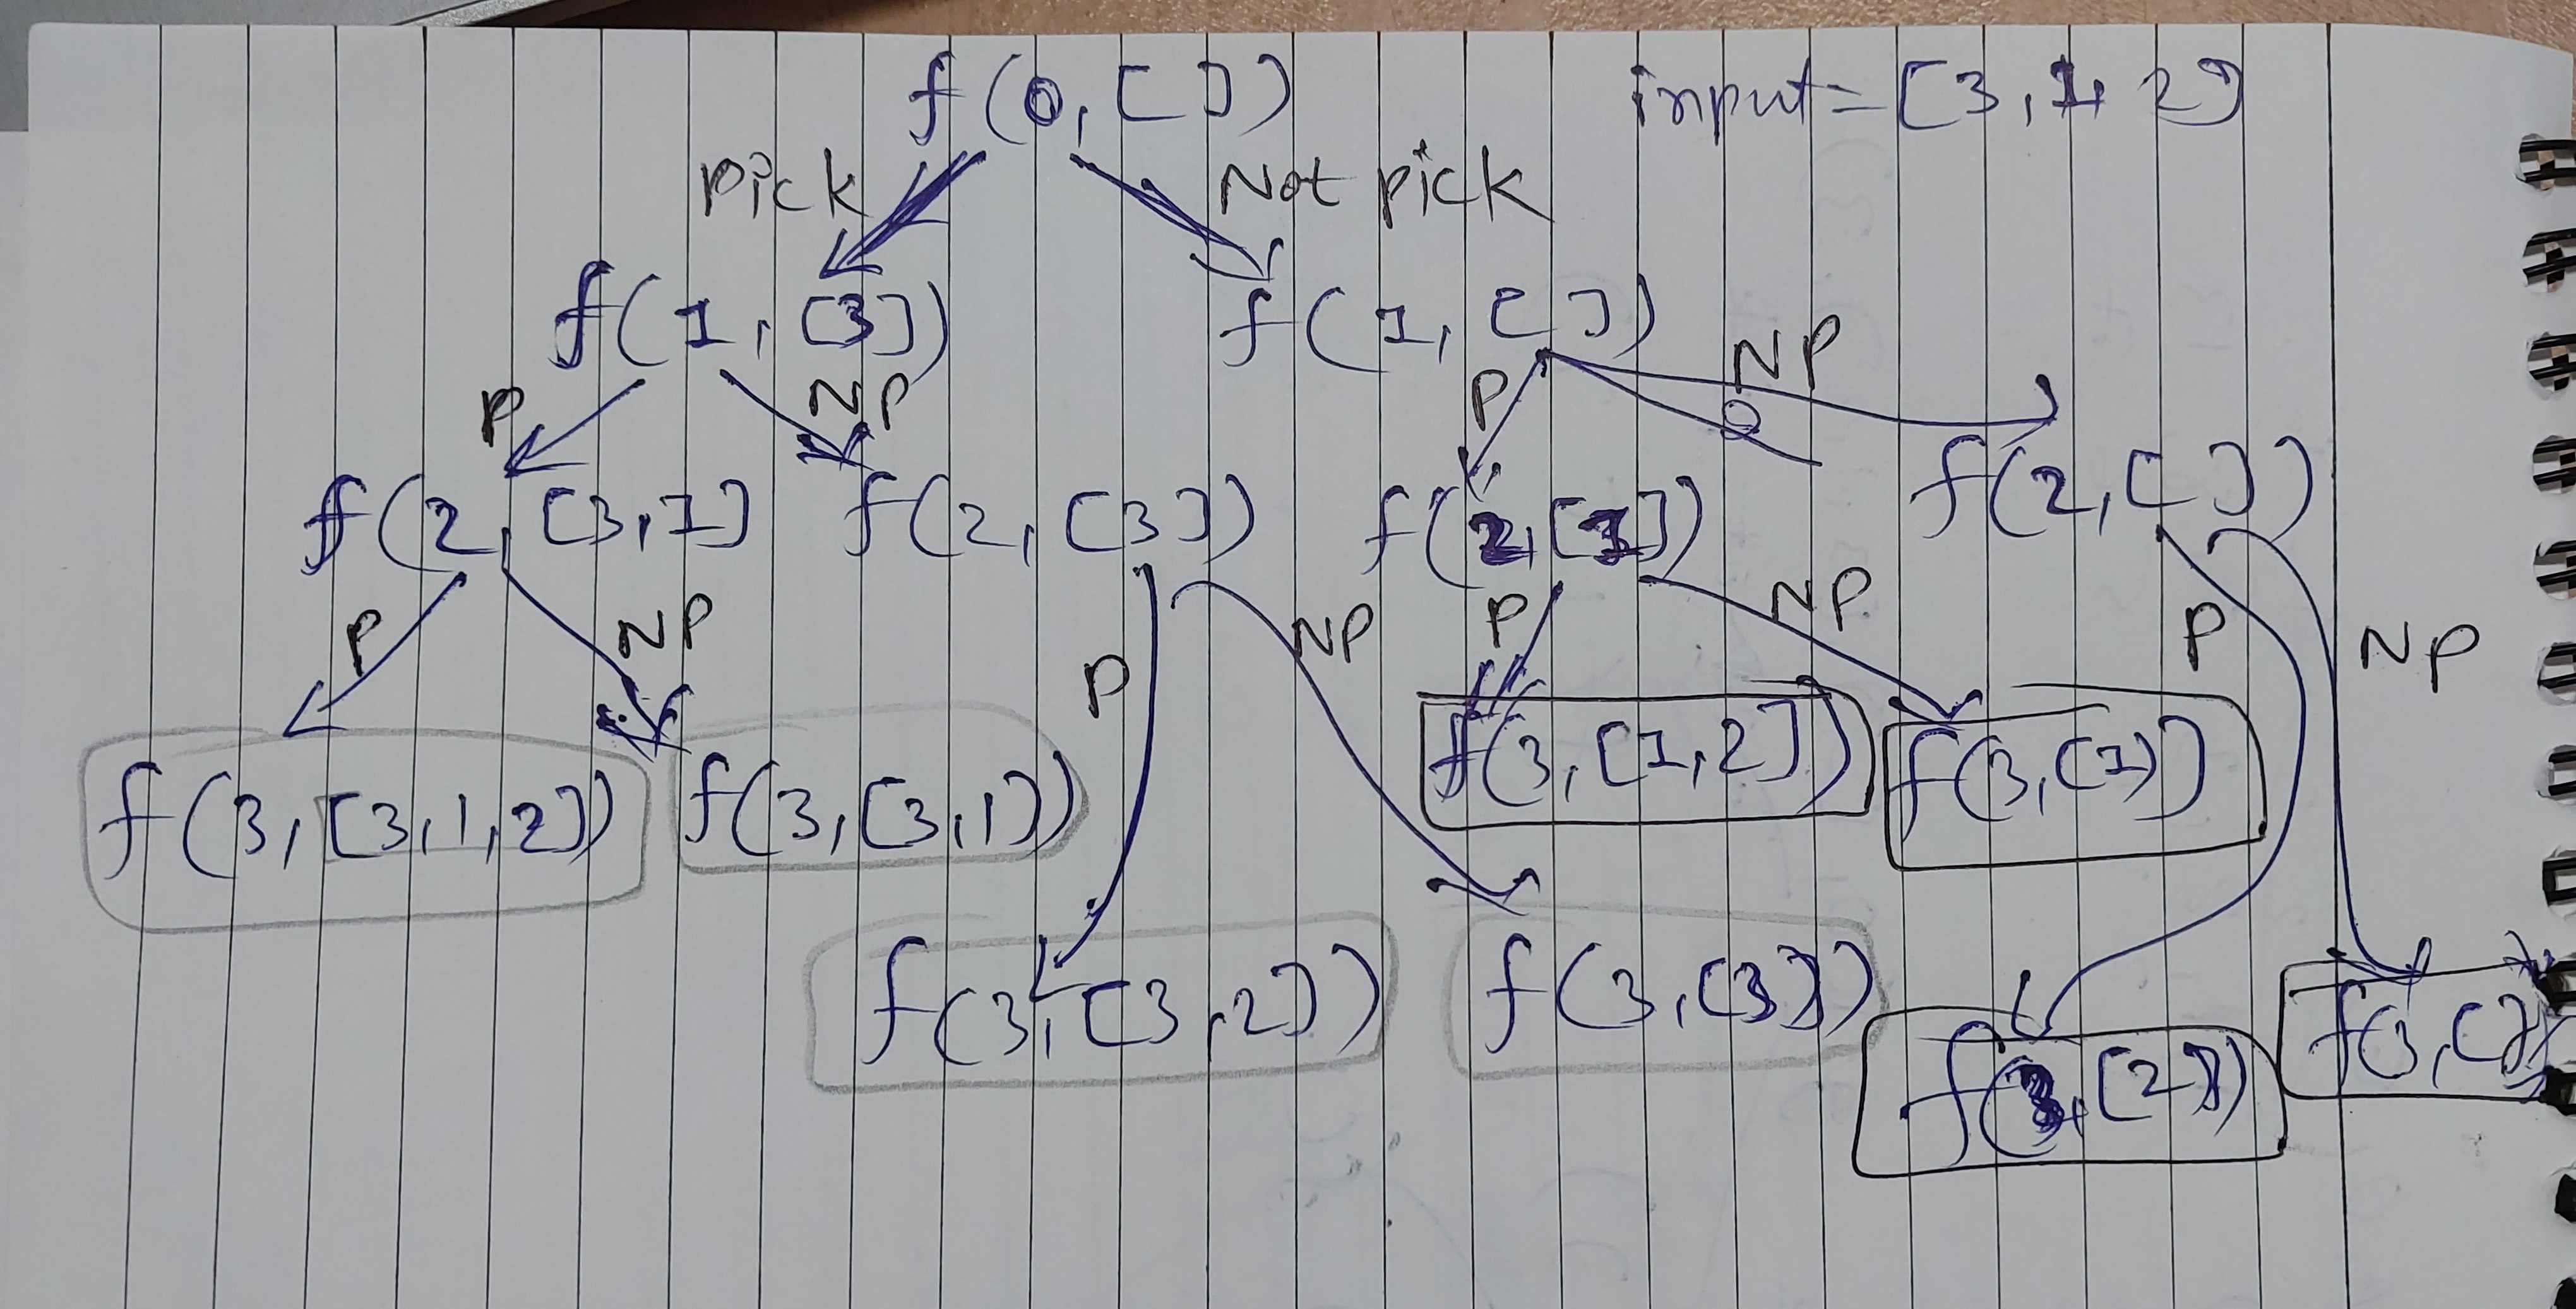 f(0, [ ]) input = [3, 1, 2]
Pick Not pick
f(1, [3]) f(1, [ ])
P NP P NP
f(2, [3,1] f(2, [3]) f(2, [1]) f(2, [ ])
P NP P NP P NP P NP
f(3, [3,1,2]) f(3, [3,1]) f(3, [1,2]) f(3, [1])
f(3, [3,2]) f(3, [3]) f(3, [2]) f(3, [ ])